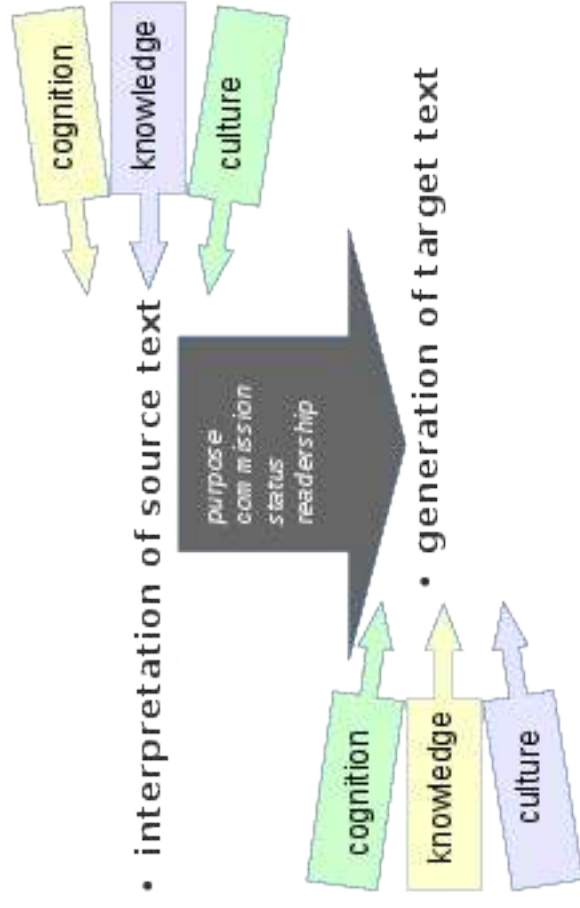 • interpretation of source text
cognition
knowledge
culture
purpose
commission
status
readership
cognition
knowledge
culture
• generation of target text